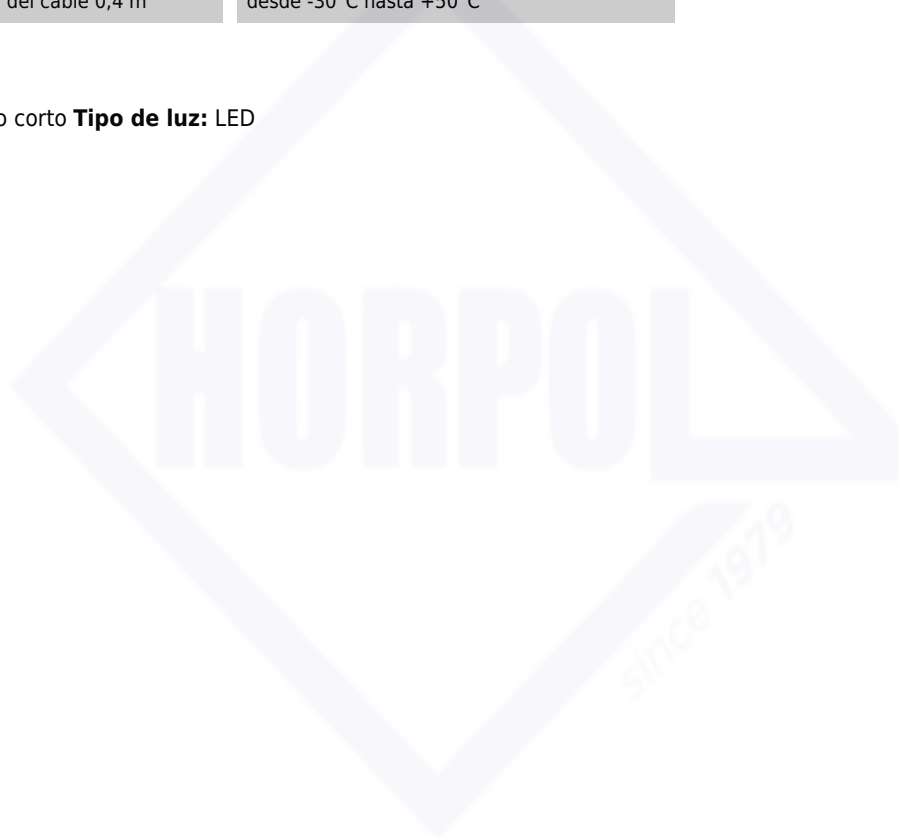 del cable 0,4 m
desde -30°C hasta +50°C
o corto Tipo de luz: LED
HORPOL
since 1979